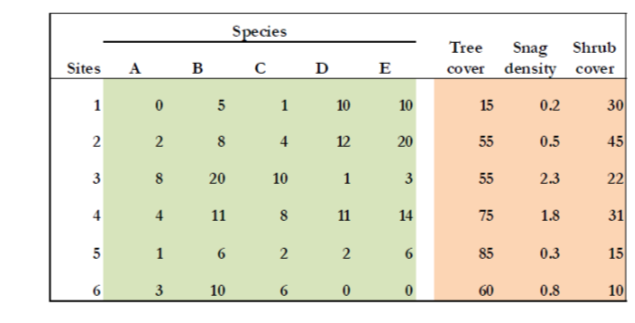 Species
Tree Snag Shrub
Sites A B C D E cover density cover
1 0 5 1 10 10 15 0.2 30
2 2 8 4 12 20 55 0.5 45
3 8 20 10 1 3 55 2.3 22
4 4 11 8 11 14 75 1.8 31
5 1 6 2 2 6 85 0.3 15
6 3 10 6 0 0 60 0.8 10